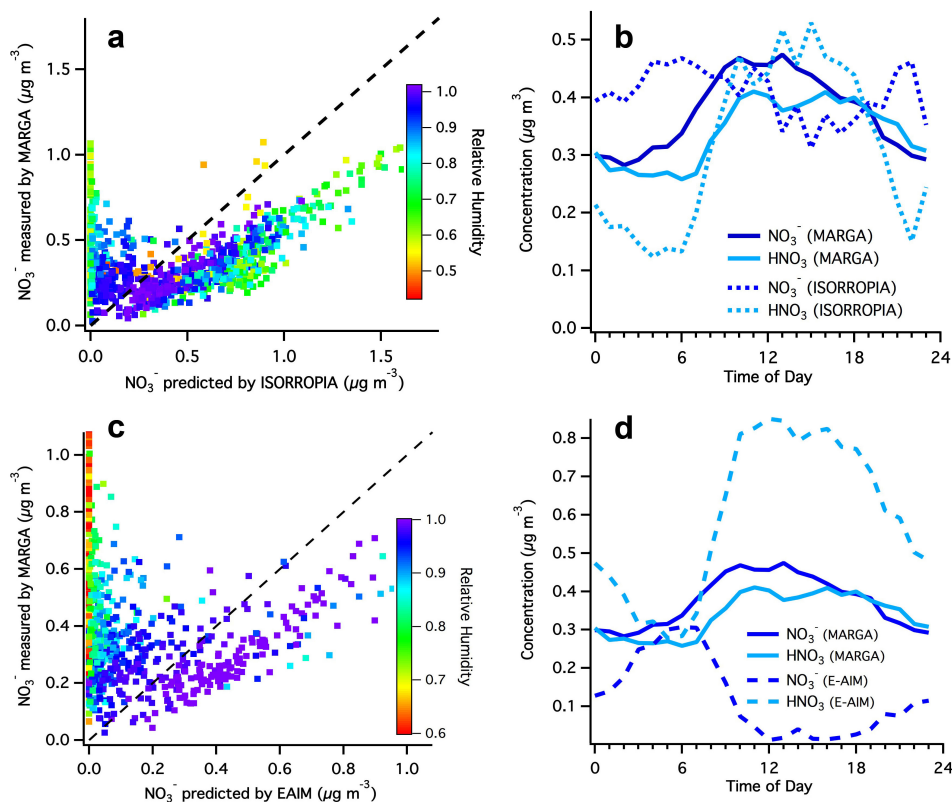 a
NO₃⁻ measured by MARGA (µg m⁻³)
1.5
1.0
0.5
0.0
0.0 0.5 1.0 1.5
NO₃⁻ predicted by ISORROPIA (µg m⁻³)
1.0
0.9
0.8
0.7
0.6
0.5
Relative Humidity
b
Concentration (µg m³)
0.5
0.4
0.3
0.2
0.1
0.0
NO₃⁻ (MARGA)
HNO₃ (MARGA)
NO₃⁻ (ISORROPIA)
HNO₃ (ISORROPIA)
0 6 12 18 24
Time of Day
c
NO₃⁻ measured by MARGA (µg m⁻³)
1.0
0.8
0.6
0.4
0.2
0.0
0.0 0.2 0.4 0.6 0.8 1.0
NO₃⁻ predicted by EAIM (µg m⁻³)
1.0
0.9
0.8
0.7
0.6
Relative Humidity
d
Concentration (µg m⁻³)
0.8
0.7
0.6
0.5
0.4
0.3
0.2
0.1
NO₃⁻ (MARGA)
HNO₃ (MARGA)
NO₃⁻ (E-AIM)
HNO₃ (E-AIM)
0 6 12 18 24
Time of Day